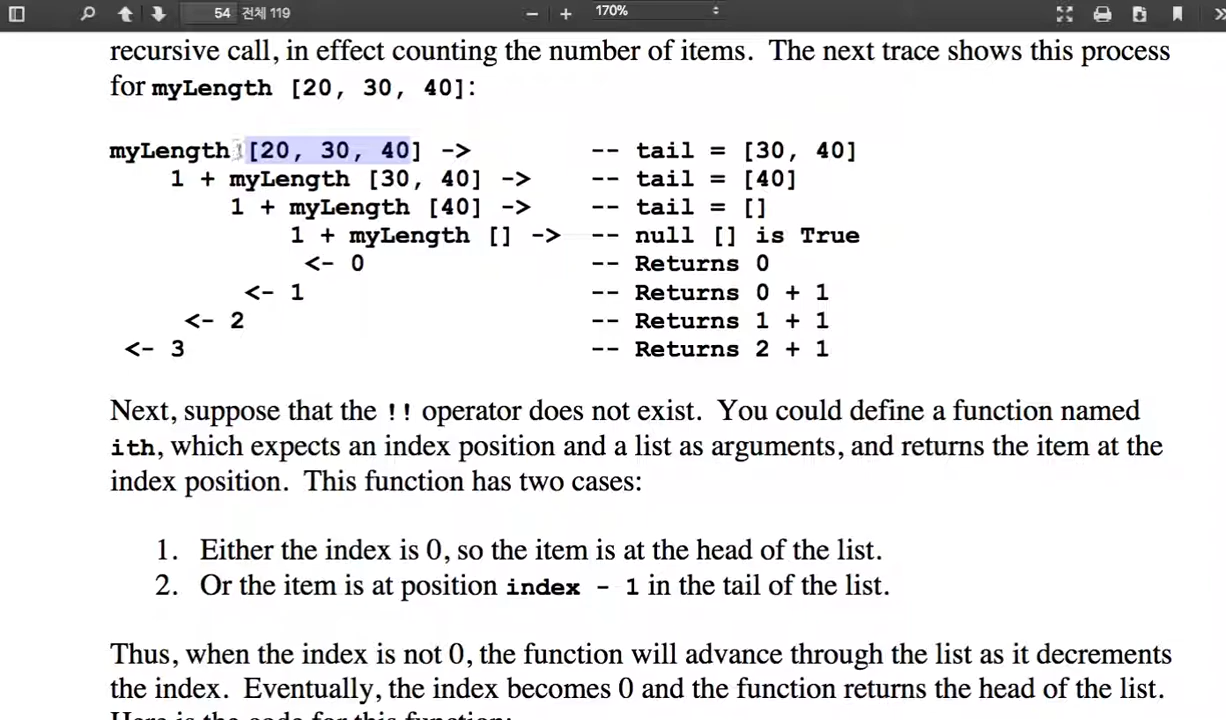 54 전체 119
170%
recursive call, in effect counting the number of items. The next trace shows this process
for myLength [20, 30, 40]:
myLength [20, 30, 40] -> -- tail = [30, 40]
1 + myLength [30, 40] -> -- tail = [40]
1 + myLength [40] -> -- tail = []
1 + myLength [] -> -- null [] is True
<- 0 -- Returns 0
<- 1 -- Returns 0 + 1
<- 2 -- Returns 1 + 1
<- 3 -- Returns 2 + 1
Next, suppose that the !! operator does not exist. You could define a function named
ith, which expects an index position and a list as arguments, and returns the item at the
index position. This function has two cases:
1. Either the index is 0, so the item is at the head of the list.
2. Or the item is at position index - 1 in the tail of the list.
Thus, when the index is not 0, the function will advance through the list as it decrements
the index. Eventually, the index becomes 0 and the function returns the head of the list.
Here is the code for this function: